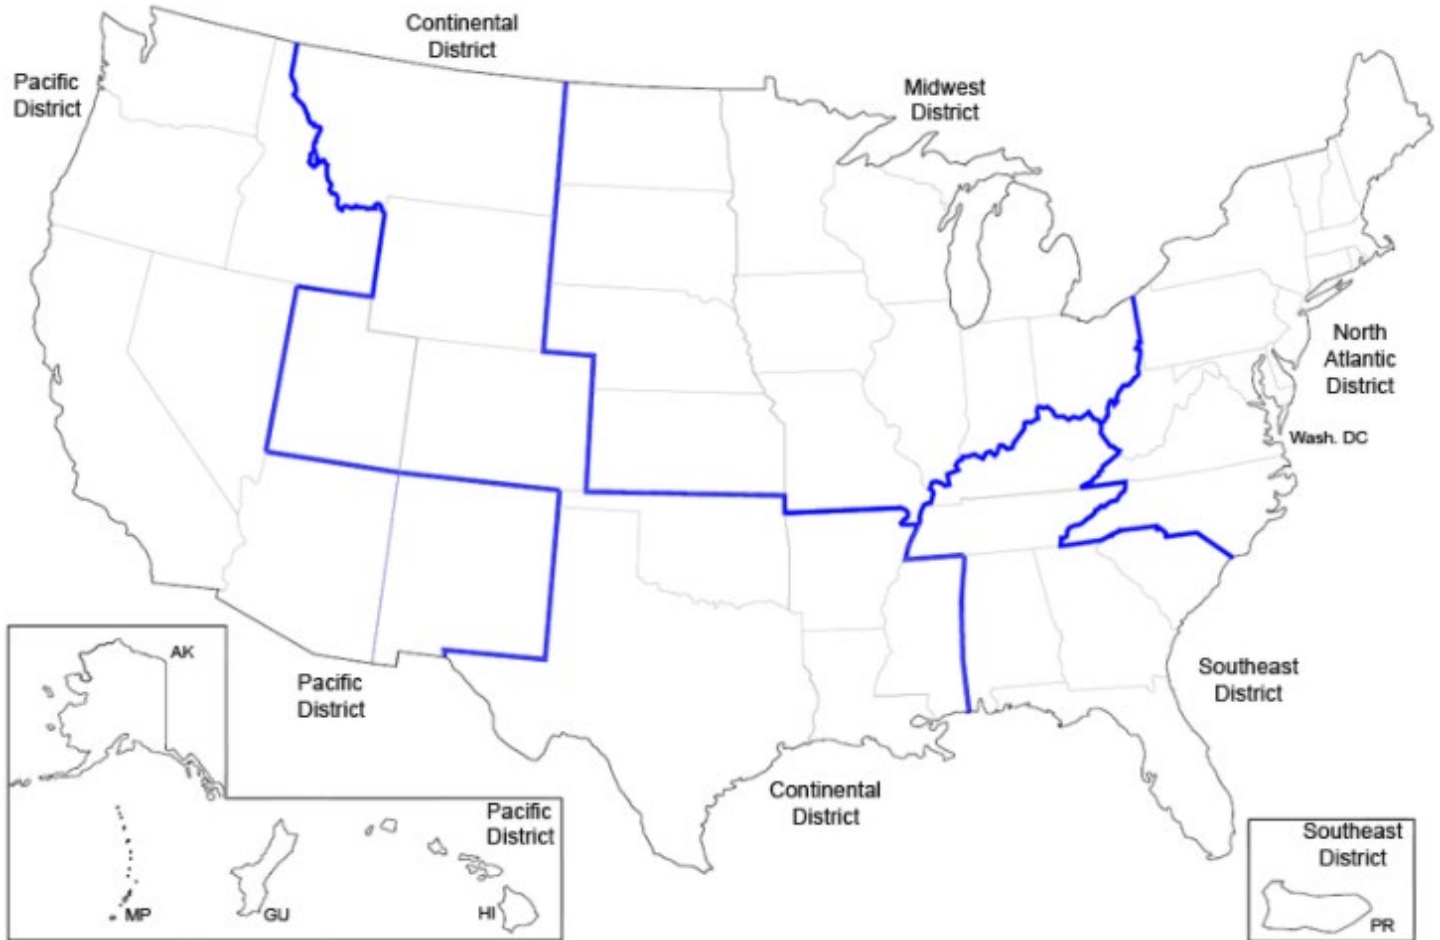 Continental
District
Pacific
District
Midwest
District
North
Atlantic
District
Wash. DC
AK
Pacific
District
Southeast
District
Continental
District
Pacific
District
MP
GU
HI
Southeast
District
PR